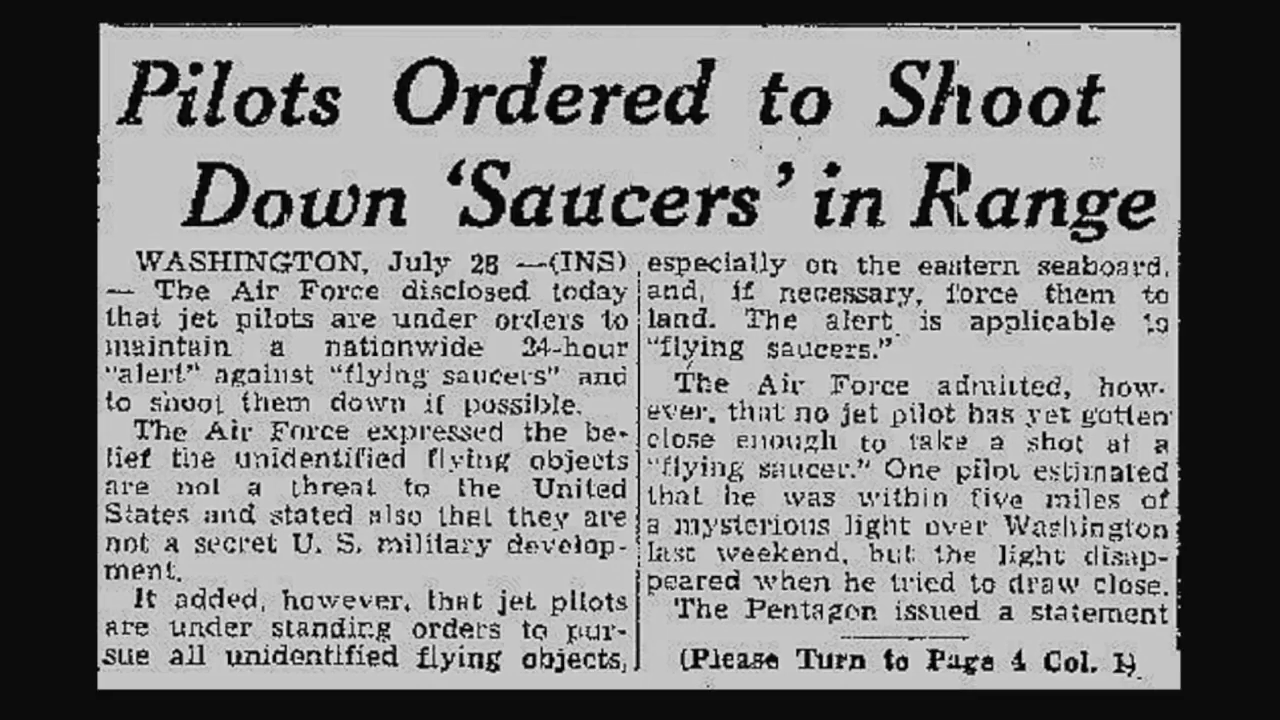 Pilots Ordered to Shoot
Down 'Saucers' in Range
WASHINGTON, July 28 —(INS)
— The Air Force disclosed today
that jet pilots are under orders to
maintain a nationwide 24-hour
"alert" against "flying saucers" and
to shoot them down if possible.
The Air Force expressed the be-
lief the unidentified flying objects
are not a threat to the United
States and stated also that they are
not a secret U. S. military develop-
ment.
It added, however, that jet pilots
are under standing orders to pur-
sue all unidentified flying objects,
especially on the eastern seaboard,
and, if necessary, force them to
land. The alert is applicable to
"flying saucers."
The Air Force admitted, how-
ever, that no jet pilot has yet gotten
close enough to take a shot at a
"flying saucer." One pilot estimated
that he was within five miles of
a mysterious light over Washington
last weekend, but the light disap-
peared when he tried to draw close.
The Pentagon issued a statement
(Please Turn to Page 4 Col. 1)